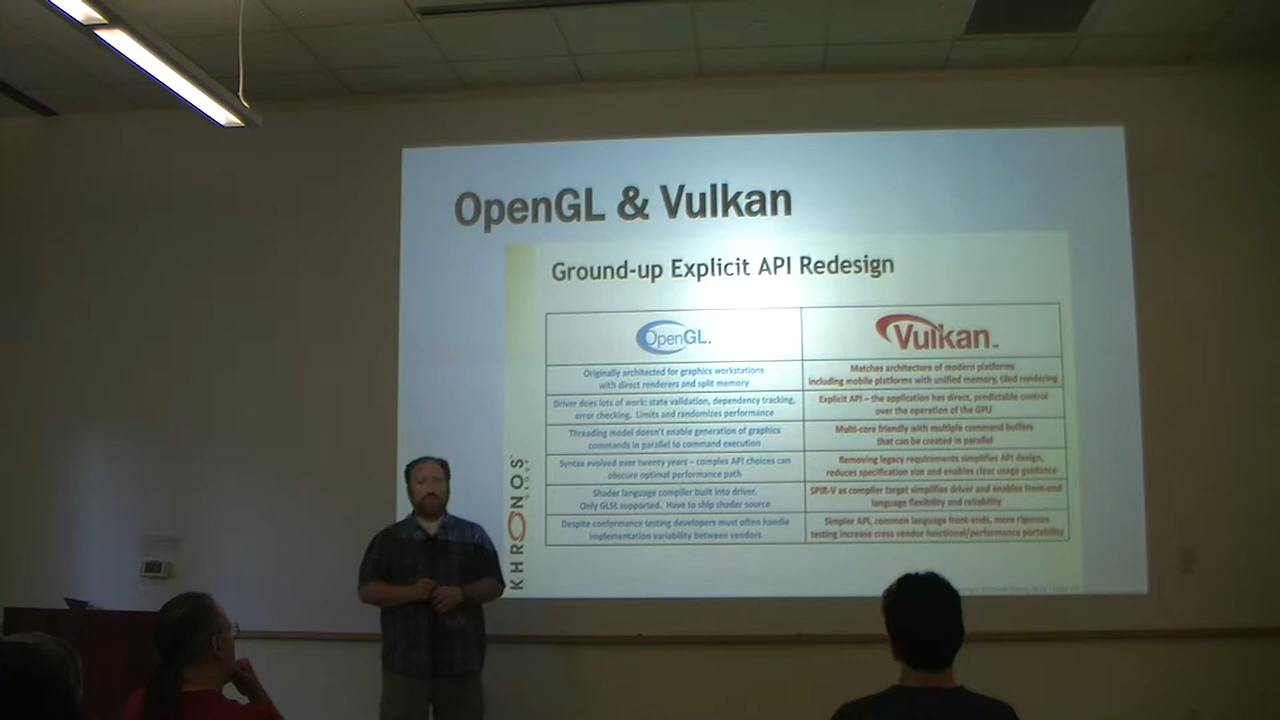 OpenGL & Vulkan
Ground-up Explicit API Redesign
OpenGL.
Vulkan™
Originally architected for graphics workstations
with direct renderers and split memory
Matches architecture of modern platforms
including mobile platforms with unified memory, tiled rendering
Driver does lots of work: state validation, dependency tracking,
error checking. Limits and randomizes performance
Explicit API – the application has direct, predictable control
over the operation of the GPU
Threading model doesn't enable generation of graphics
commands in parallel to command execution
Multi-core friendly with multiple command buffers
that can be created in parallel
Syntax evolved over twenty years – complex API choices can
obscure optimal performance path
Removing legacy requirements simplifies API design,
reduces specification size and enables clear usage guidance
Shader language compiler built into driver.
Only GLSL supported. Have to ship shader source
SPIR-V as compiler target simplifies driver and enables front-end
language flexibility and reliability
Despite conformance testing developers must often handle
implementation variability between vendors
Simpler API, common language front-ends, more rigorous
testing increase cross vendor functional/performance portability
KHRONOS
GROUP